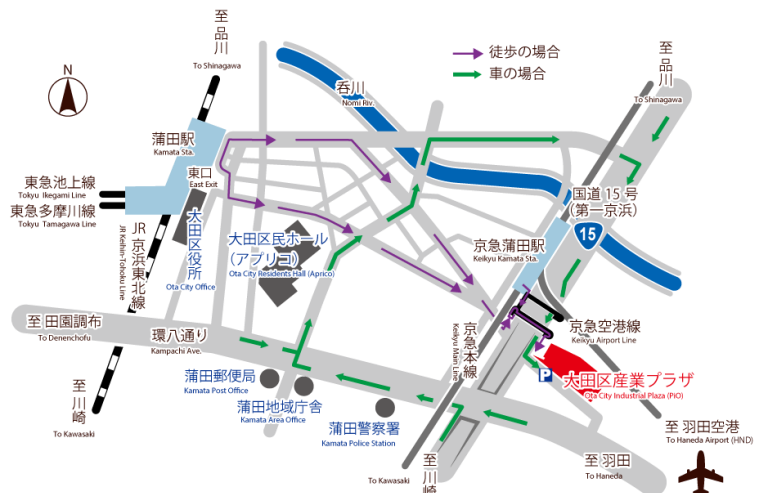 至品川
To Shinagawa
N
徒歩の場合
車の場合
至品川
To Shinagawa
呑川
Nomi Riv.
蒲田駅
Kamata Sta.
東口
East Exit
東急池上線
Tokyu Ikegami Line
東急多摩川線
Tokyu Tamagawa Line
JR京浜東北線
JR Keihin-Tohoku Line
大田区役所
Ota City Office
大田区民ホール
（アプリコ）
Ota City Residents Hall (Aprico)
国道 15 号
（第一京浜）
15
京急蒲田駅
Keikyu Kamata Sta.
至 田園調布
To Denenchofu
環八通り
Kampachi Ave.
京急本線
Keikyu Main Line
京急空港線
Keikyu Airport Line
P
大田区産業プラザ
Ota City Industrial Plaza (PiO)
蒲田郵便局
Kamata Post Office
蒲田地域庁舎
Kamata Area Office
蒲田警察署
Kamata Police Station
至川崎
To Kawasaki
至川崎
To Kawasaki
至 羽田
To Haneda
至 羽田空港
To Haneda Airport (HND)